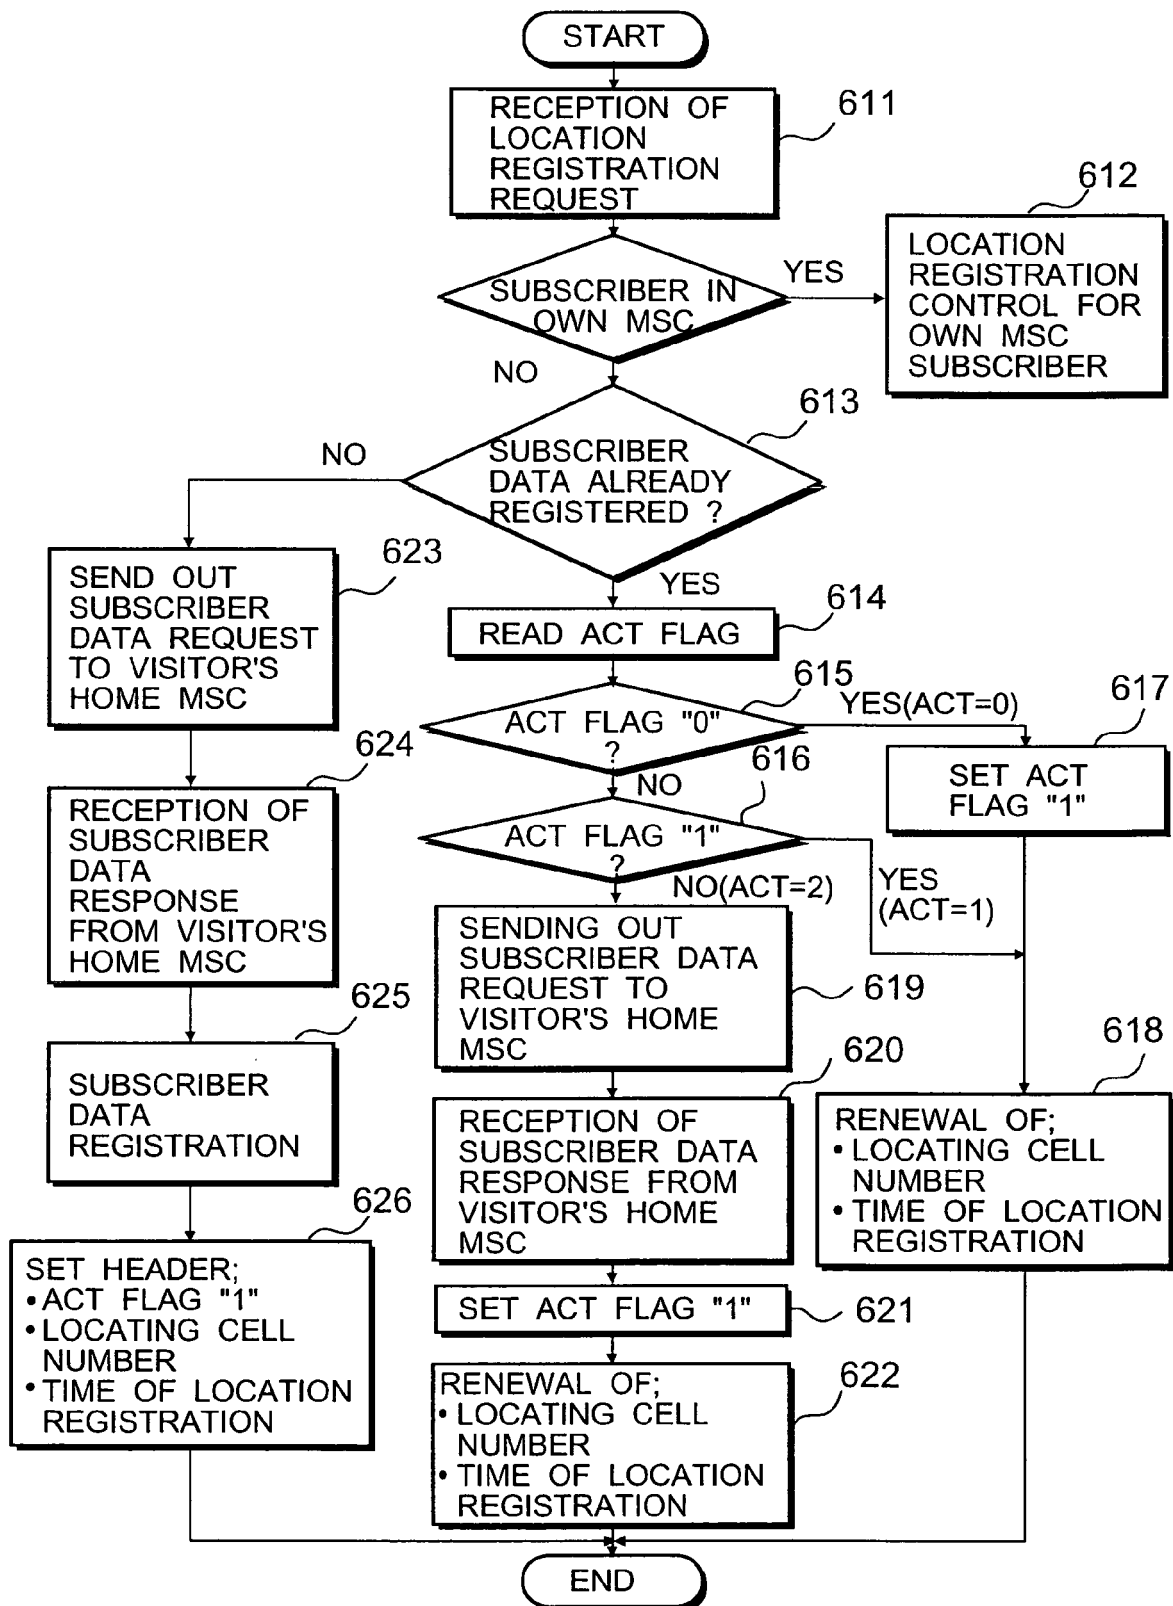 START
RECEPTION OF
LOCATION
REGISTRATION
REQUEST
611
SUBSCRIBER IN
OWN MSC
YES
612
LOCATION
REGISTRATION
CONTROL FOR
OWN MSC
SUBSCRIBER
NO
613
SUBSCRIBER
DATA ALREADY
REGISTERED ?
NO
YES
623
SEND OUT
SUBSCRIBER
DATA REQUEST
TO VISITOR'S
HOME MSC
614
READ ACT FLAG
615
ACT FLAG "0"
?
YES(ACT=0)
617
SET ACT
FLAG "1"
NO
616
ACT FLAG "1"
?
YES
(ACT=1)
NO(ACT=2)
624
RECEPTION OF
SUBSCRIBER
DATA
RESPONSE
FROM VISITOR'S
HOME MSC
SENDING OUT
SUBSCRIBER DATA
REQUEST TO
VISITOR'S HOME
MSC
619
625
SUBSCRIBER
DATA
REGISTRATION
620
RECEPTION OF
SUBSCRIBER DATA
RESPONSE FROM
VISITOR'S HOME
MSC
618
RENEWAL OF;
• LOCATING CELL
NUMBER
• TIME OF LOCATION
REGISTRATION
626
SET HEADER;
• ACT FLAG "1"
• LOCATING CELL
NUMBER
• TIME OF LOCATION
REGISTRATION
SET ACT FLAG "1"
621
RENEWAL OF;
• LOCATING CELL
NUMBER
• TIME OF LOCATION
REGISTRATION
622
END